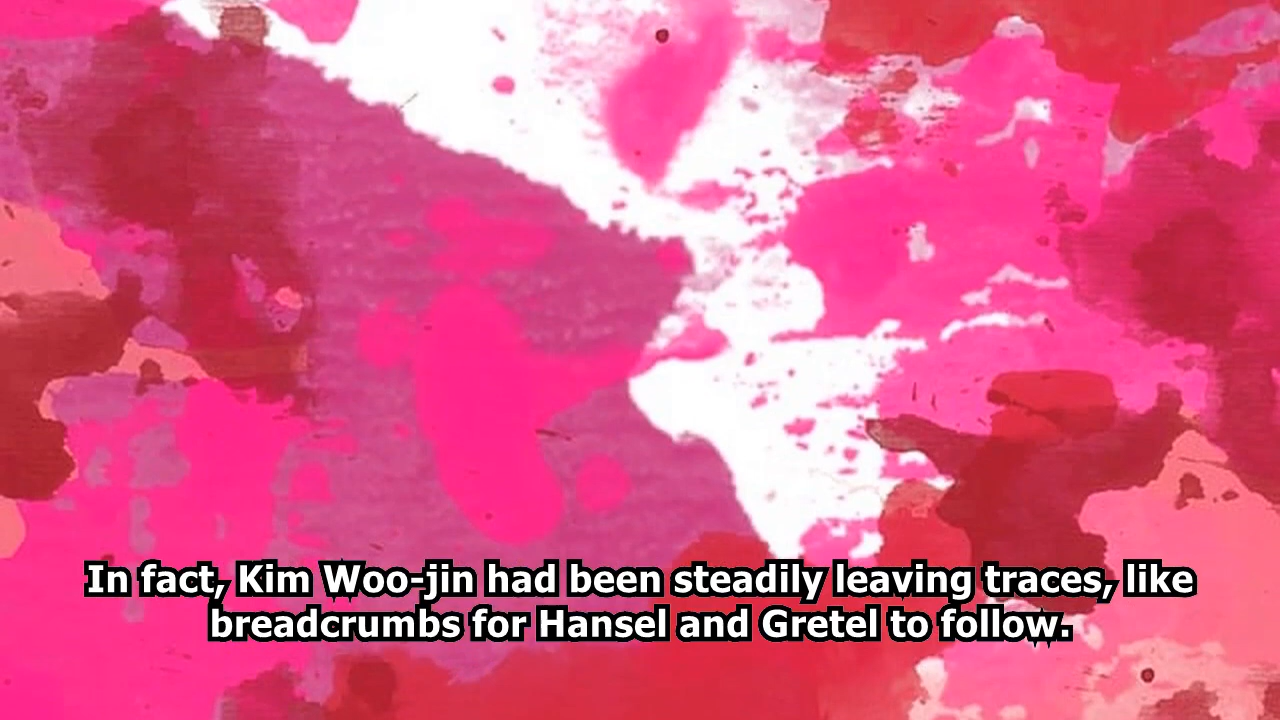 In fact, Kim Woo-jin had been steadily leaving traces, like
breadcrumbs for Hansel and Gretel to follow.